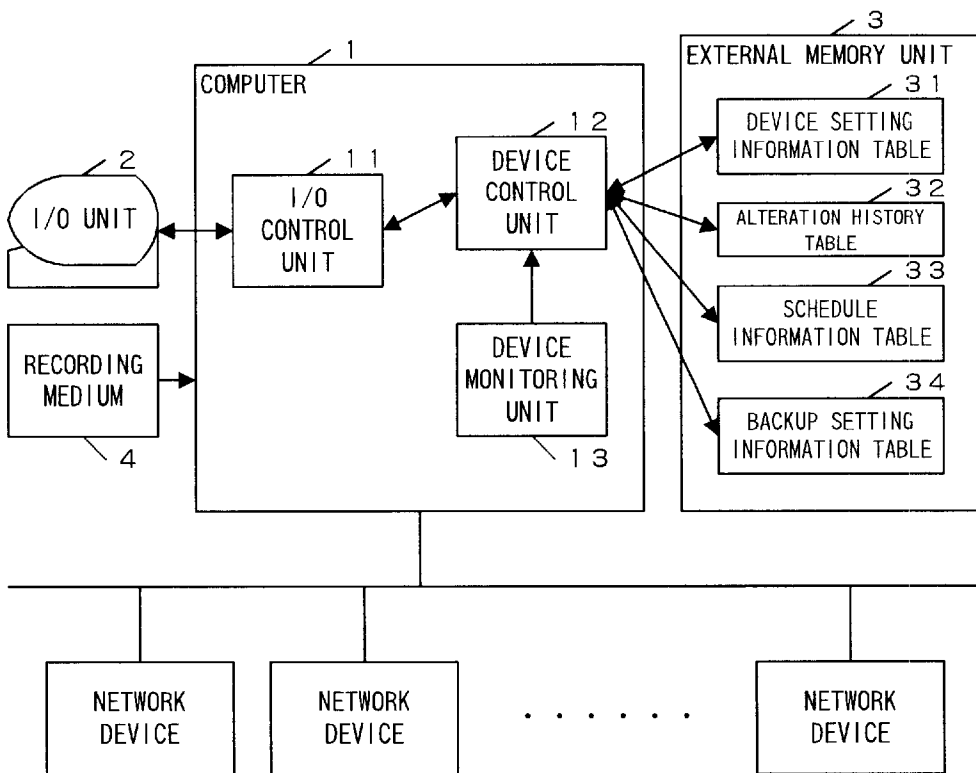 1
COMPUTER
2
I/O UNIT
11
I/O
CONTROL
UNIT
12
DEVICE
CONTROL
UNIT
DEVICE
MONITORING
UNIT
13
RECORDING
MEDIUM
4
3
EXTERNAL MEMORY UNIT
31
DEVICE SETTING
INFORMATION TABLE
32
ALTERATION HISTORY
TABLE
33
SCHEDULE
INFORMATION TABLE
34
BACKUP SETTING
INFORMATION TABLE
NETWORK
DEVICE
NETWORK
DEVICE
. . . . . . .
NETWORK
DEVICE